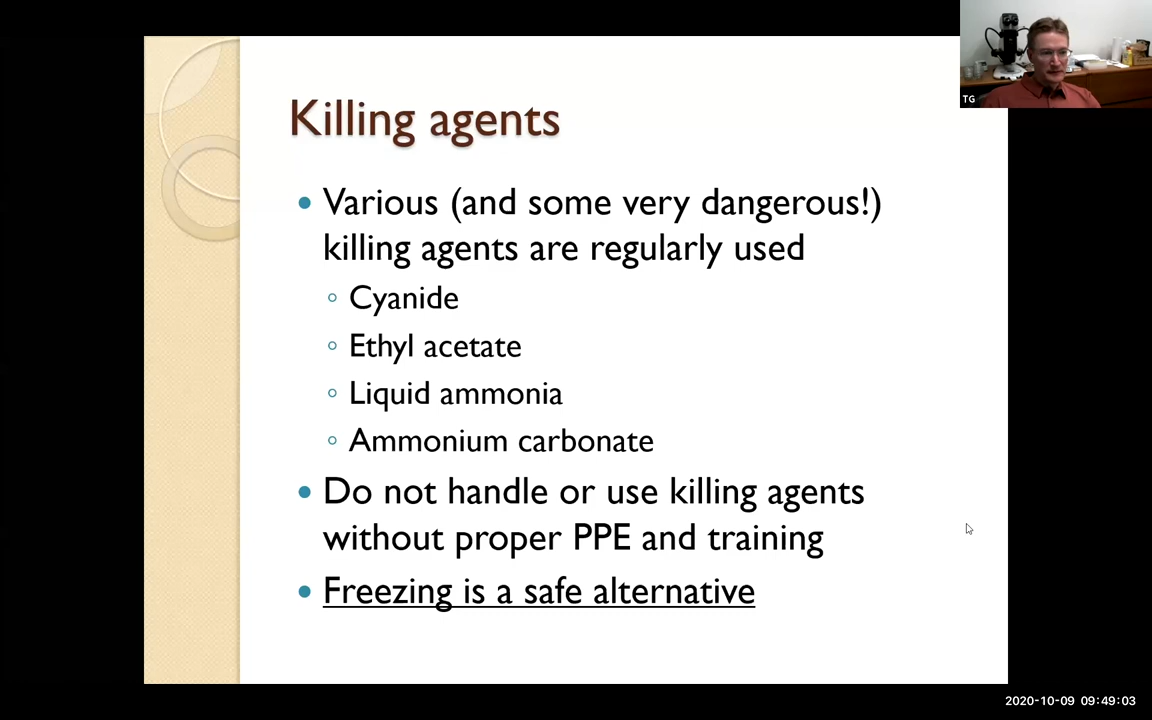 TG
Killing agents
• Various (and some very dangerous!)
killing agents are regularly used
◦ Cyanide
◦ Ethyl acetate
◦ Liquid ammonia
◦ Ammonium carbonate
• Do not handle or use killing agents
without proper PPE and training
• Freezing is a safe alternative
2020-10-09 09:49:03